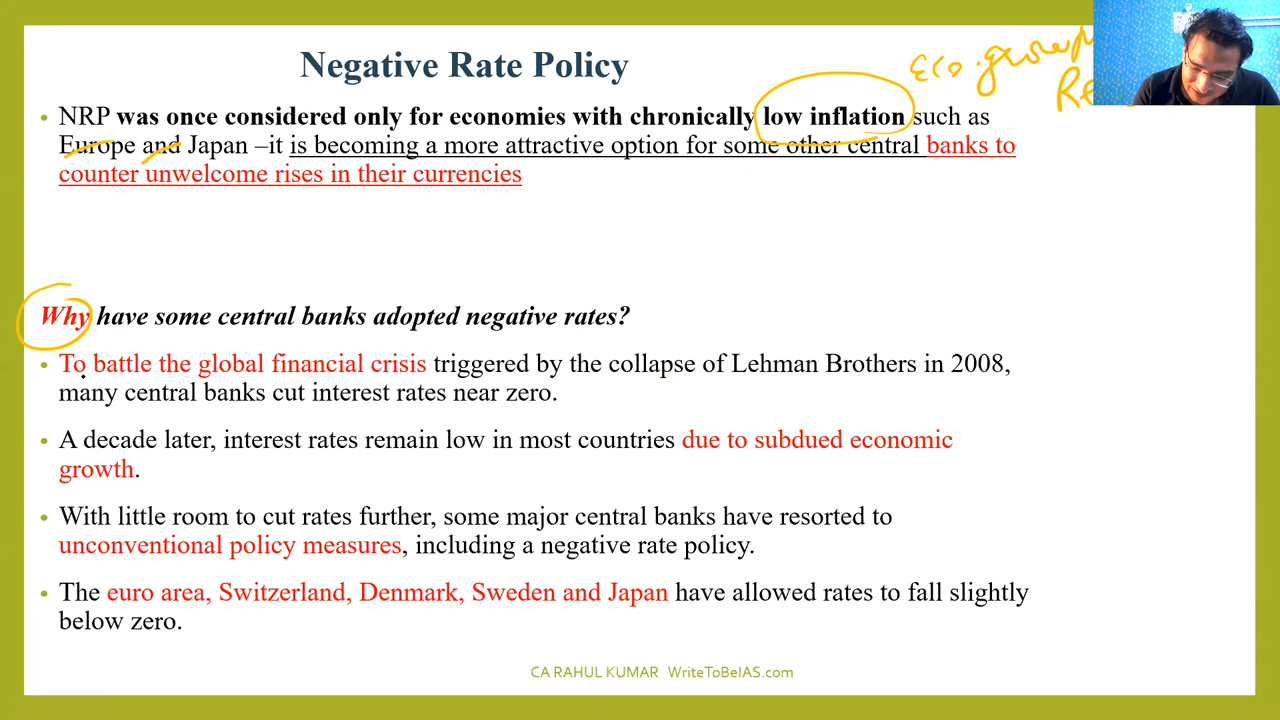 Negative Rate Policy
• NRP was once considered only for economies with chronically low inflation such as
Europe and Japan –it is becoming a more attractive option for some other central banks to
counter unwelcome rises in their currencies
Why have some central banks adopted negative rates?
• To battle the global financial crisis triggered by the collapse of Lehman Brothers in 2008,
many central banks cut interest rates near zero.
• A decade later, interest rates remain low in most countries due to subdued economic
growth.
• With little room to cut rates further, some major central banks have resorted to
unconventional policy measures, including a negative rate policy.
• The euro area, Switzerland, Denmark, Sweden and Japan have allowed rates to fall slightly
below zero.
CA RAHUL KUMAR WriteToBeIAS.com